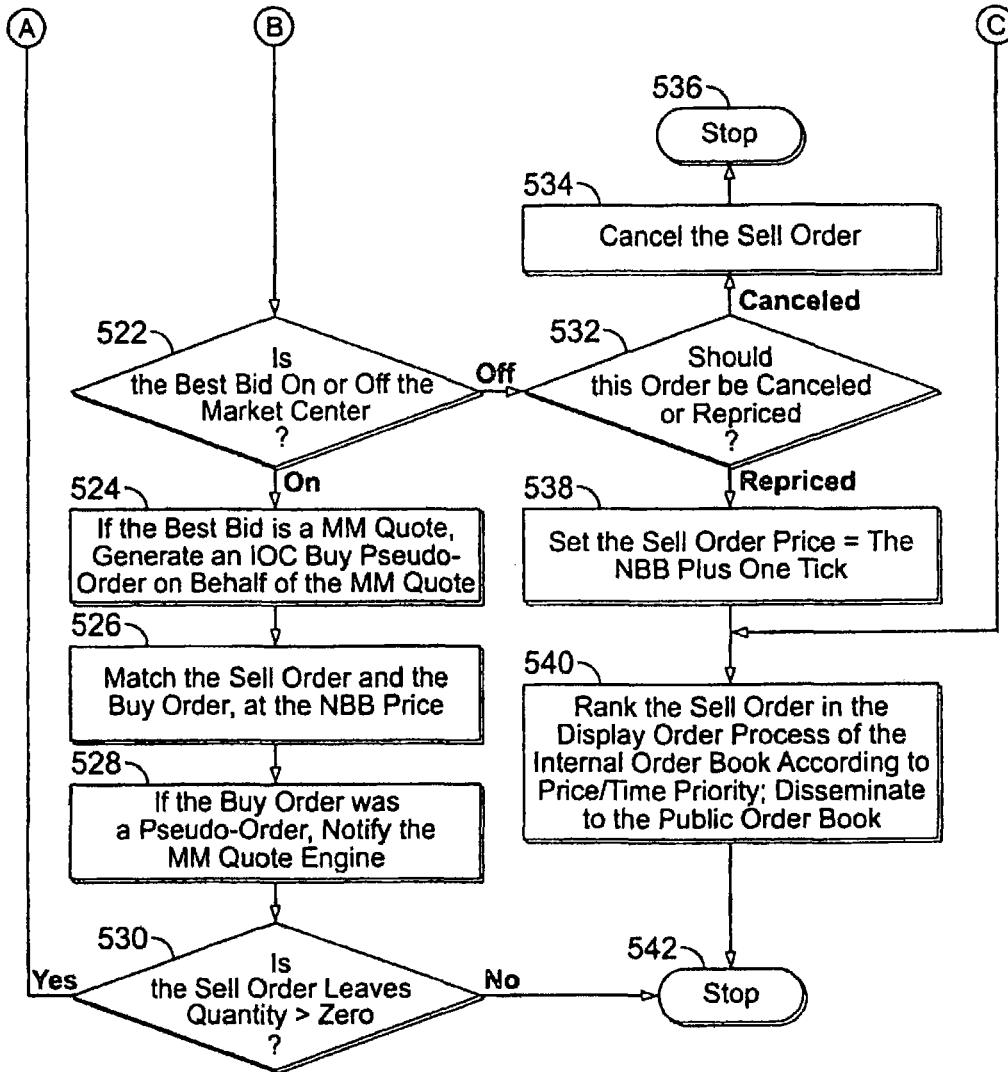 A
B
C
536
Stop
534
Cancel the Sell Order
Canceled
522
Is
the Best Bid On or Off the
Market Center
?
Off
532
Should
this Order be Canceled
or Repriced
?
On
Repriced
524
If the Best Bid is a MM Quote,
Generate an IOC Buy Pseudo-
Order on Behalf of the MM Quote
538
Set the Sell Order Price = The
NBB Plus One Tick
526
Match the Sell Order and the
Buy Order, at the NBB Price
540
Rank the Sell Order in the
Display Order Process of the
Internal Order Book According to
Price/Time Priority; Disseminate
to the Public Order Book
528
If the Buy Order was
a Pseudo-Order, Notify the
MM Quote Engine
530
Is
the Sell Order Leaves
Quantity > Zero
?
Yes
No
542
Stop